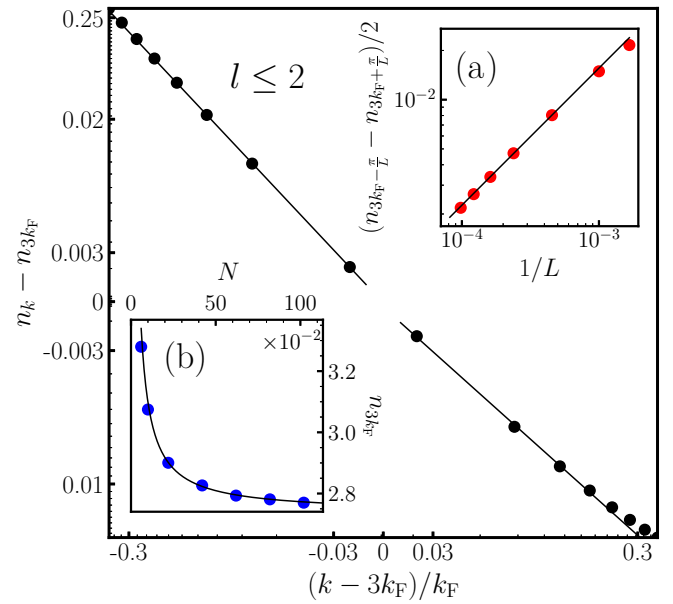 0.25
0.02
0.003
0
-0.003
0.01
n_k − n_{3k_F}
l ≤ 2
(a)
(n_{3k_F−π/L} − n_{3k_F+π/L})/2
10^{-2}
10^{-4} 10^{-3}
1/L
N
0 50 100
×10^{-2}
(b)
3.2
3.0
2.8
n_{3k_F}
-0.3 -0.03 0 0.03 0.3
(k − 3k_F)/k_F